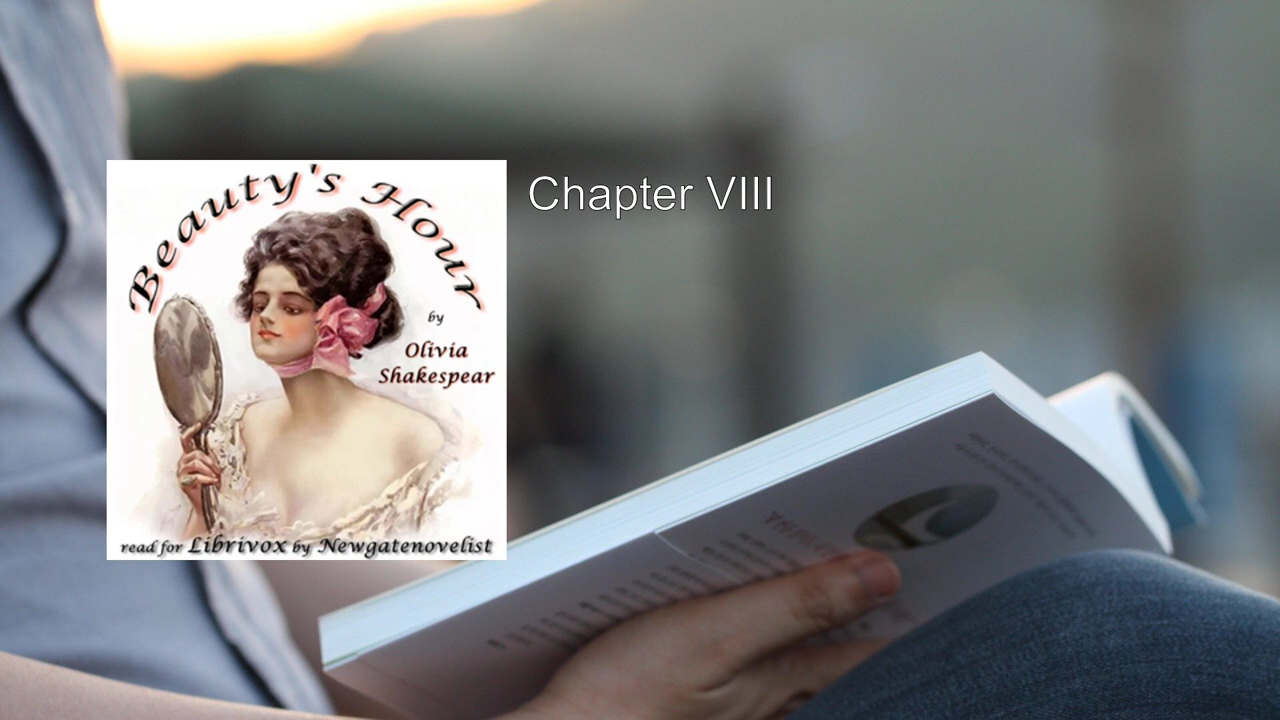 Beauty's Hour
by
Olivia
Shakespear
read for Librivox by Newgatenovelist
Chapter VIII